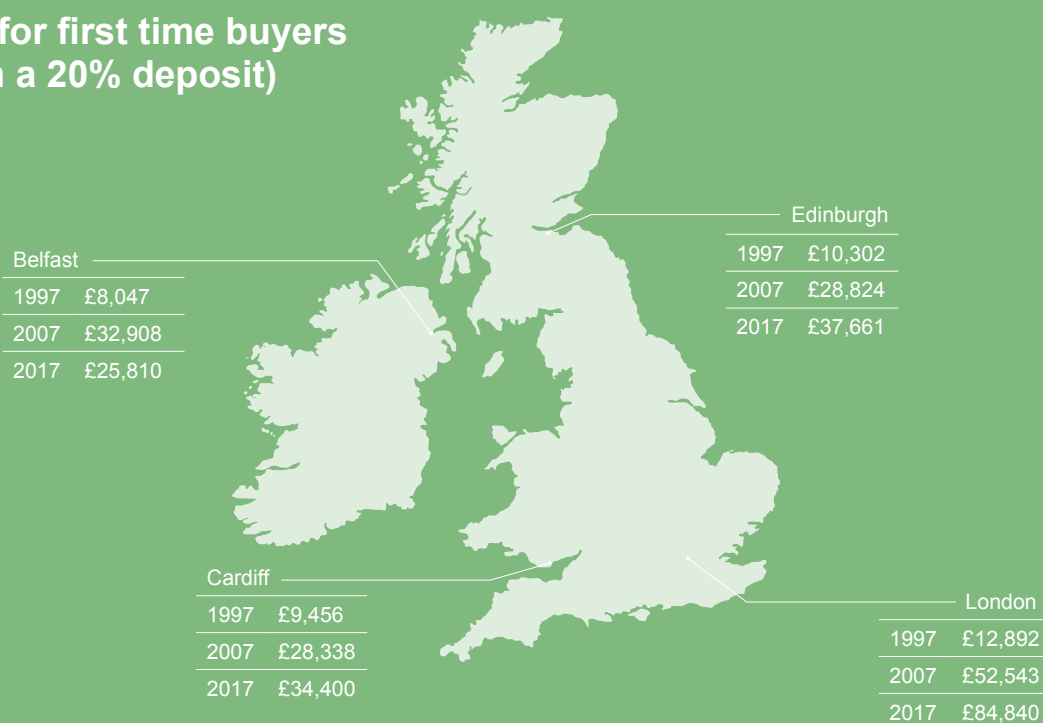 for first time buyers
a 20% deposit)
Edinburgh
1997 £10,302
2007 £28,824
2017 £37,661
Belfast
1997 £8,047
2007 £32,908
2017 £25,810
Cardiff
1997 £9,456
2007 £28,338
2017 £34,400
London
1997 £12,892
2007 £52,543
2017 £84,840